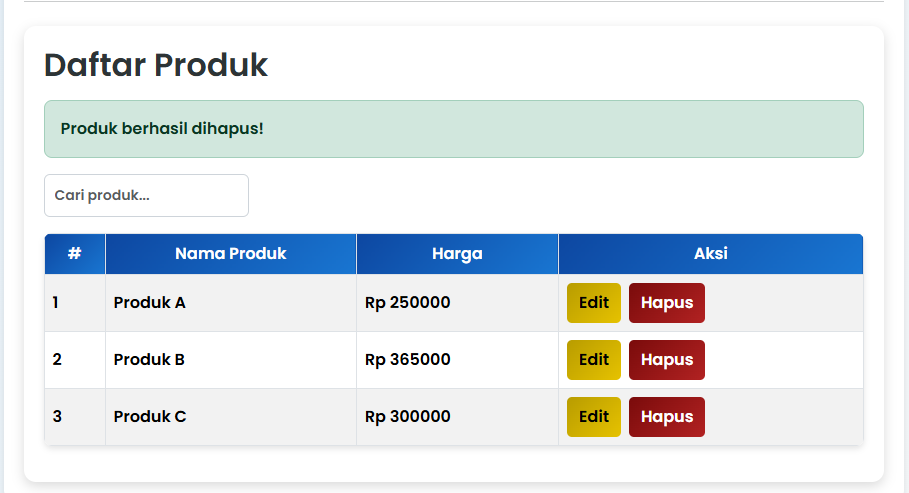 Daftar Produk
Produk berhasil dihapus!
Cari produk...
# Nama Produk Harga Aksi
1 Produk A Rp 250000 Edit Hapus
2 Produk B Rp 365000 Edit Hapus
3 Produk C Rp 300000 Edit Hapus